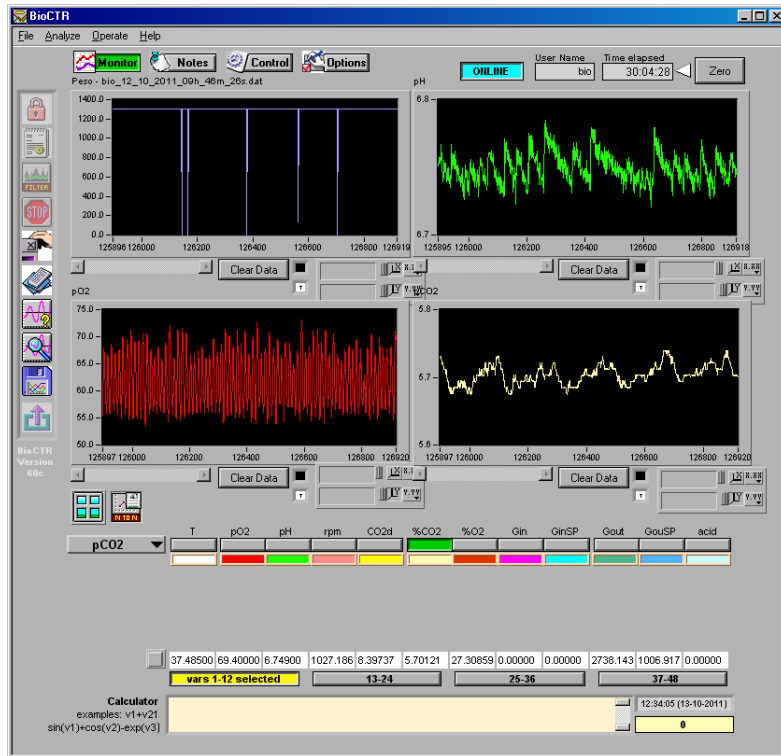 BioCTR
File Analyze Operate Help
Monitor Notes Control Options
ONLINE
User Name
bio
Time elapsed
30:04:28
Zero
Peso - bio_12_10_2011_09h_46m_26s.dat
1400.0
1200.0
1000.0
800.0
600.0
400.0
200.0
0.0
125896 126000 126200 126400 126600 126800 126919
Clear Data
pH
6.8
6.7
125895 126000 126200 126400 126600 126800 126918
Clear Data
pO2
75.0
70.0
65.0
60.0
55.0
50.0
125897 126000 126200 126400 126600 126800 126920
Clear Data
5.8
5.7
5.6
125897 126000 126200 126400 126600 126800 126920
Clear Data
FILTER
STOP
BioCTR
Version
60c
N TO N
pCO2
T pO2 pH rpm CO2d %CO2 %O2 Gin GinSP Gout GouSP acid
37.48500 69.40000 6.74900 1027.186 8.39737 5.70121 27.30859 0.00000 0.00000 2738.143 1006.917 0.00000
vars 1-12 selected 13-24 25-36 37-48
Calculator
examples: v1+v21
sin(v1)+cos(v2)-exp(v3)
12:34:05 (13-10-2011)
0